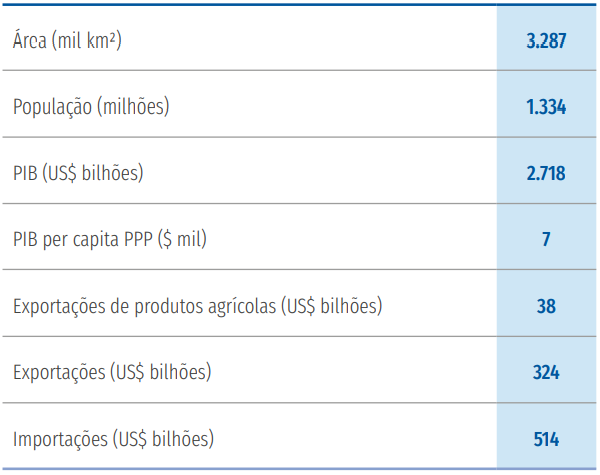 Área (mil km²) 3.287
População (milhões) 1.334
PIB (US$ bilhões) 2.718
PIB per capita PPP ($ mil) 7
Exportações de produtos agrícolas (US$ bilhões) 38
Exportações (US$ bilhões) 324
Importações (US$ bilhões) 514